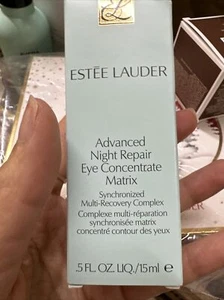 ESTĒE LAUDER
Advanced
Night Repair
Eye Concentrate
Matrix
Synchronized
Multi-Recovery Complex
Complexe multi-réparation
synchronisée matrix
concentré contour des yeux
.5 FL. OZ. LIQ./15ml e